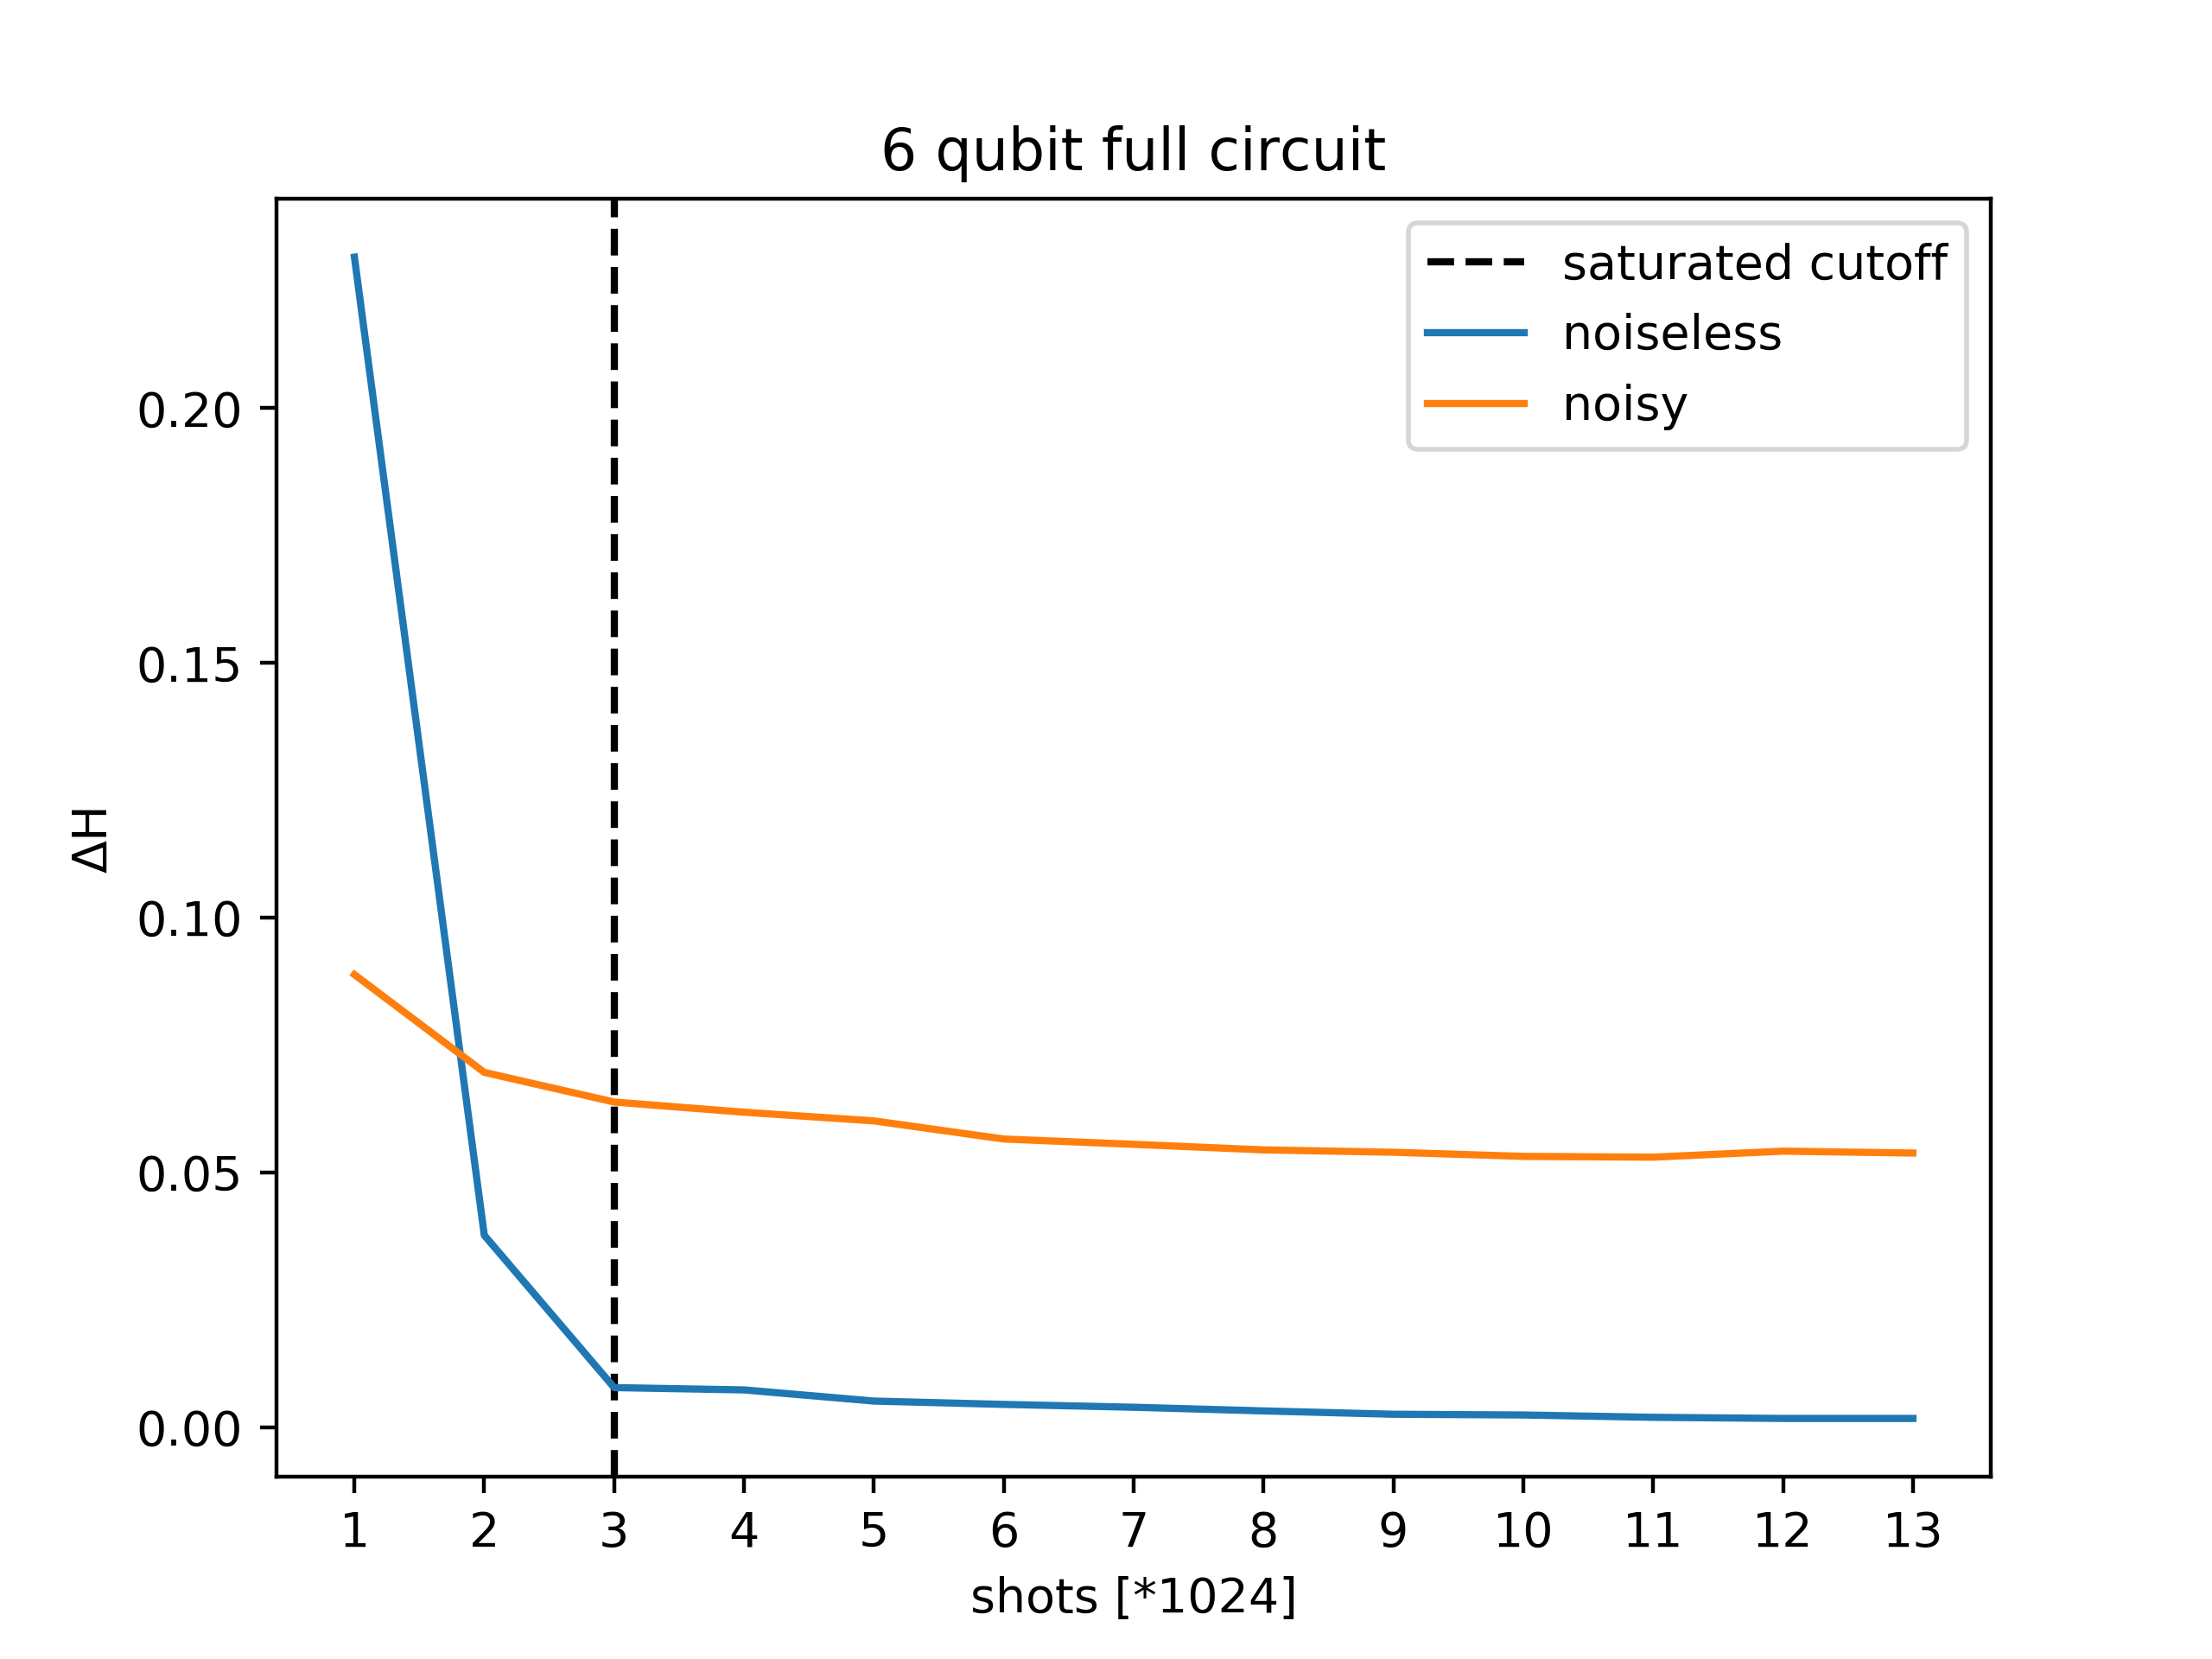 6 qubit full circuit
saturated cutoff
noiseless
noisy
0.20
0.15
0.10
0.05
0.00
ΔH
1 2 3 4 5 6 7 8 9 10 11 12 13
shots [*1024]